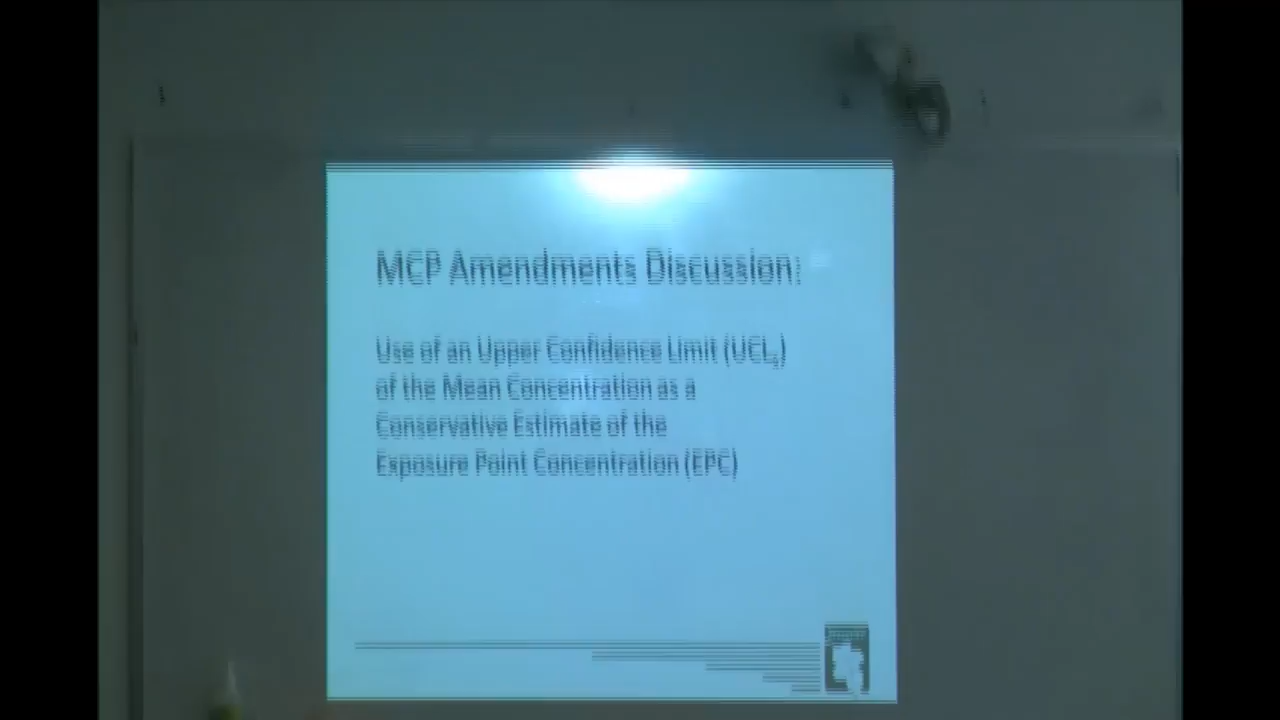 MCP Amendments Discussion:
Use of an Upper Confidence Limit (UCL)
of the Mean Concentration as a
Conservative Estimate of the
Exposure Point Concentration (EPC)